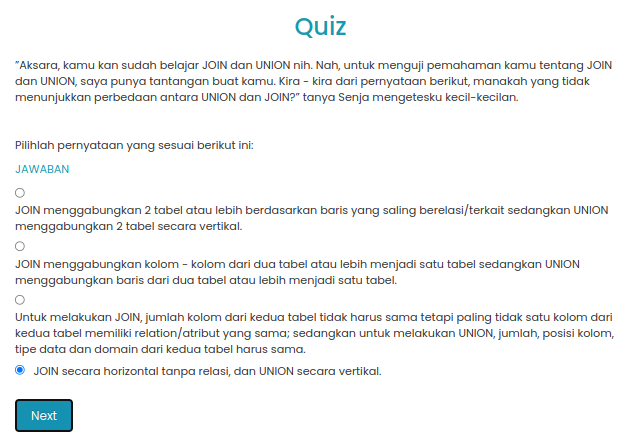 Quiz
"Aksara, kamu kan sudah belajar JOIN dan UNION nih. Nah, untuk menguji pemahaman kamu tentang JOIN
dan UNION, saya punya tantangan buat kamu. Kira - kira dari pernyataan berikut, manakah yang tidak
menunjukkan perbedaan antara UNION dan JOIN?" tanya Senja mengetesku kecil-kecilan.
Pilihlah pernyataan yang sesuai berikut ini:
JAWABAN
JOIN menggabungkan 2 tabel atau lebih berdasarkan baris yang saling berelasi/terkait sedangkan UNION
menggabungkan 2 tabel secara vertikal.
JOIN menggabungkan kolom - kolom dari dua tabel atau lebih menjadi satu tabel sedangkan UNION
menggabungkan baris dari dua tabel atau lebih menjadi satu tabel.
Untuk melakukan JOIN, jumlah kolom dari kedua tabel tidak harus sama tetapi paling tidak satu kolom dari
kedua tabel memiliki relation/atribut yang sama; sedangkan untuk melakukan UNION, jumlah, posisi kolom,
tipe data dan domain dari kedua tabel harus sama.
JOIN secara horizontal tanpa relasi, dan UNION secara vertikal.
Next